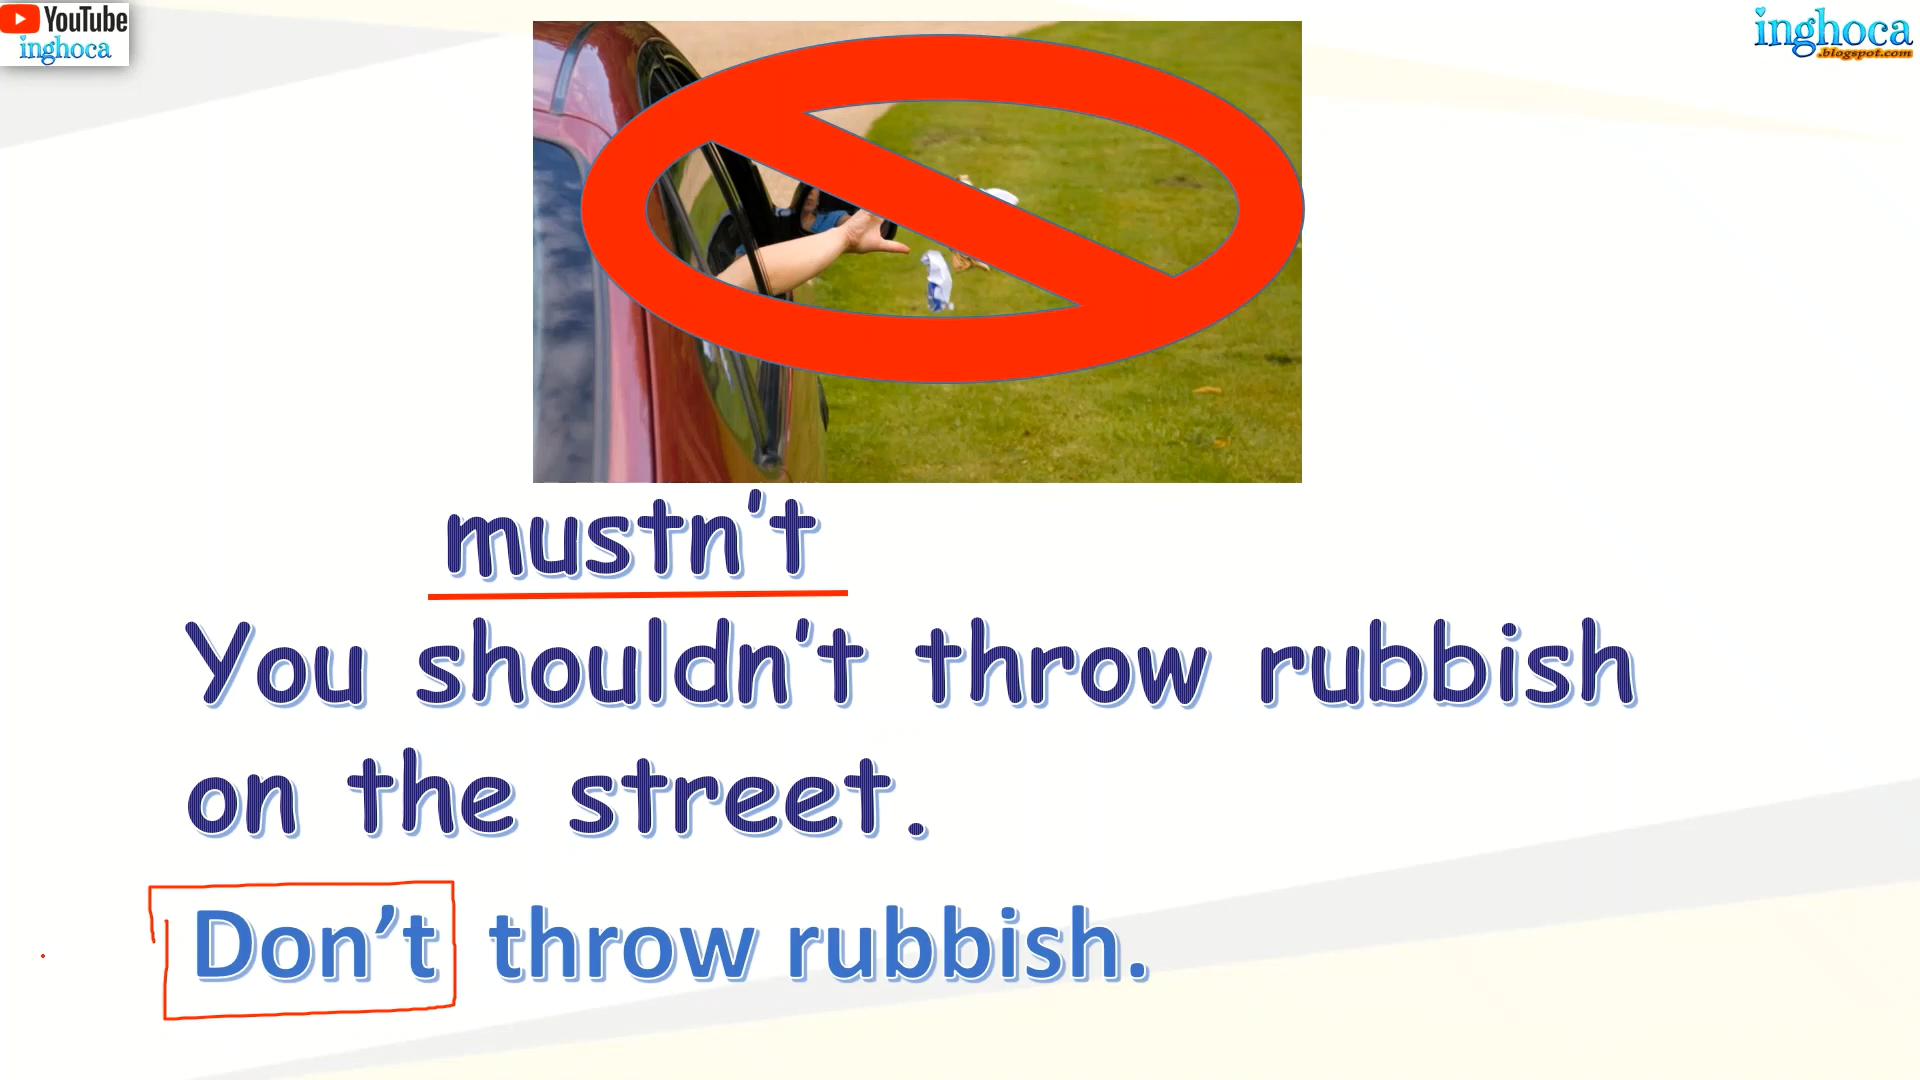 YouTube
inghoca
inghoca
.blogspot.com
mustn't
You shouldn't throw rubbish
on the street.
Don't throw rubbish.